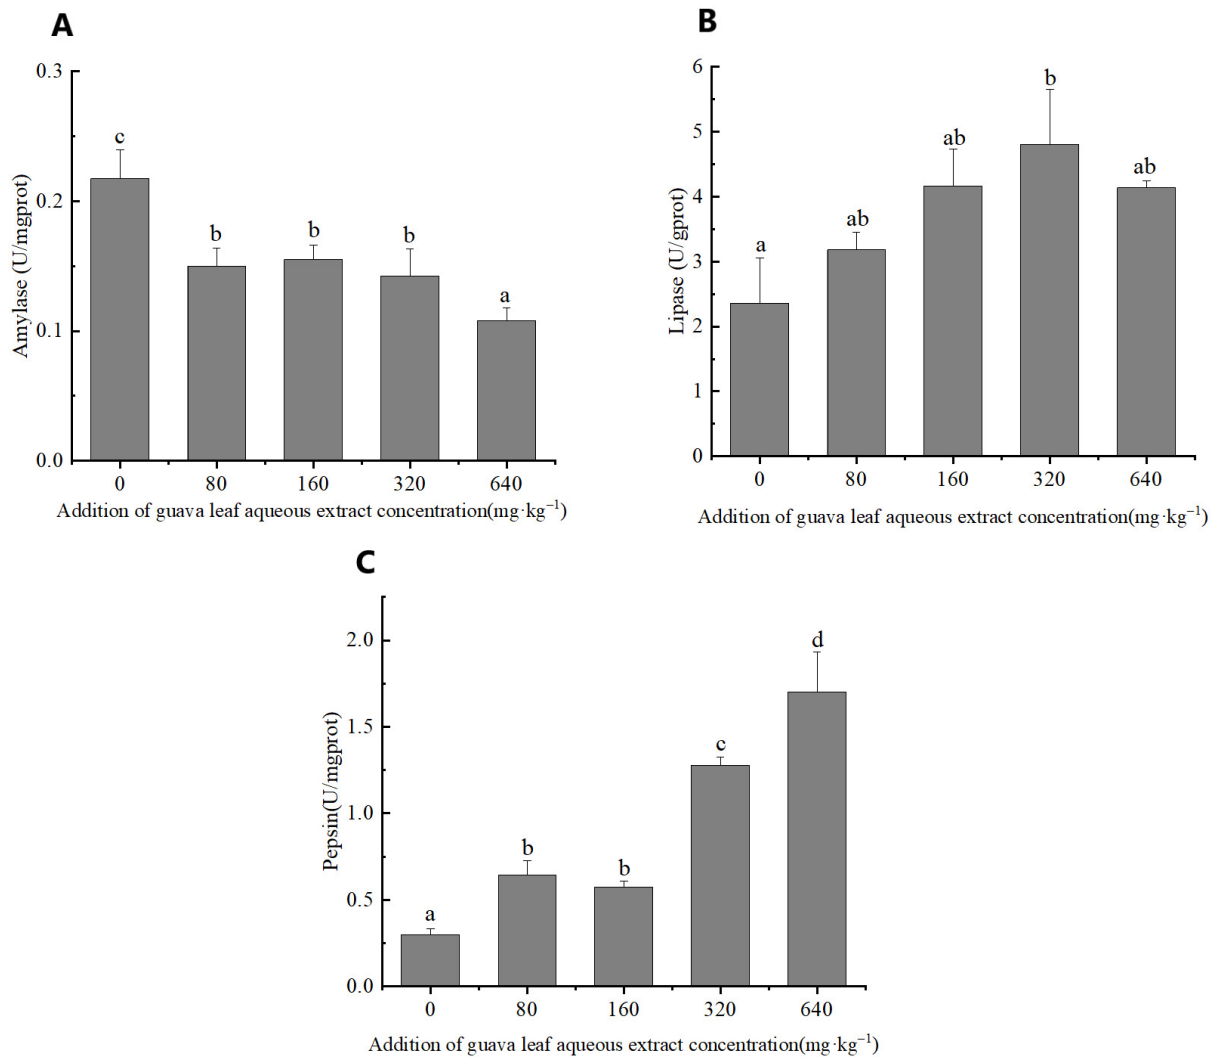 A
Amylase (U/mgprot)
0.3
0.2
0.1
0.0
c
b
b
b
a
0 80 160 320 640
Addition of guava leaf aqueous extract concentration(mg·kg⁻¹)
B
Lipase (U/gprot)
6
5
4
3
2
1
0
a
ab
ab
b
ab
0 80 160 320 640
Addition of guava leaf aqueous extract concentration(mg·kg⁻¹)
C
Pepsin(U/mgprot)
2.0
1.5
1.0
0.5
0.0
a
b
b
c
d
0 80 160 320 640
Addition of guava leaf aqueous extract concentration(mg·kg⁻¹)